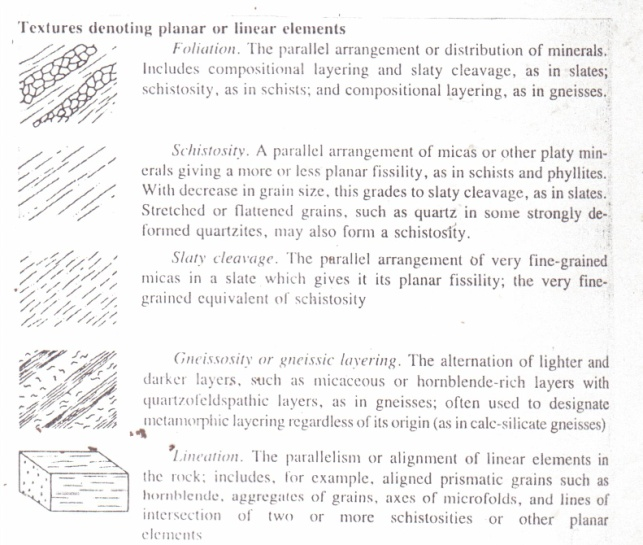 Textures denoting planar or linear elements
Foliation. The parallel arrangement or distribution of minerals.
Includes compositional layering and slaty cleavage, as in slates;
schistosity, as in schists; and compositional layering, as in gneisses.
Schistosity. A parallel arrangement of micas or other platy min-
erals giving a more or less planar fissility, as in schists and phyllites.
With decrease in grain size, this grades to slaty cleavage, as in slates.
Stretched or flattened grains, such as quartz in some strongly de-
formed quartzites, may also form a schistosity.
Slaty cleavage. The parallel arrangement of very fine-grained
micas in a slate which gives it its planar fissility; the very fine-
grained equivalent of schistosity
Gneissosity or gneissic layering. The alternation of lighter and
darker layers, such as micaceous or hornblende-rich layers with
quartzofeldspathic layers, as in gneisses; often used to designate
metamorphic layering regardless of its origin (as in calc-silicate gneisses)
Lineation. The parallelism or alignment of linear elements in
the rock; includes, for example, aligned prismatic grains such as
hornblende, aggregates of grains, axes of microfolds, and lines of
intersection of two or more schistosities or other planar
elements